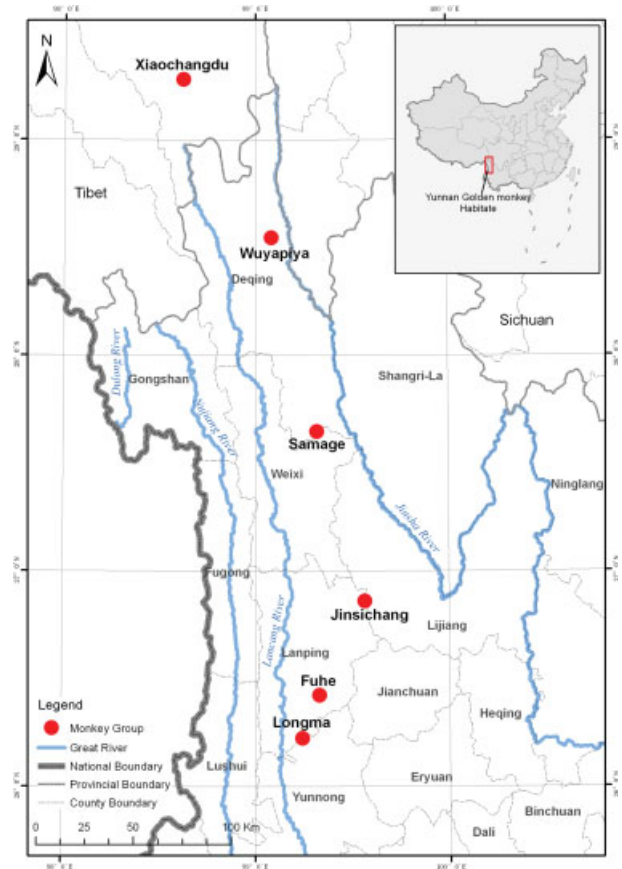 N
Xiaochangdu
Tibet
Yunnan Golden monkey
Habitate
Wuyapiya
Deqing
Sichuan
Dulong River
Gongshan
Nujiang River
Shangri-La
Samage
Weixi
Jinsha River
Ninglang
Fugong
Lancang River
Jinsichang
Lijiang
Lanping
Fuhe
Jianchuan
Longma
Heqing
Lushui
Eryuan
Yunnong
Binchuan
Dali
Legend
Monkey Group
Great River
National Boundary
Provincial Boundary
County Boundary
0 25 50 100 Km